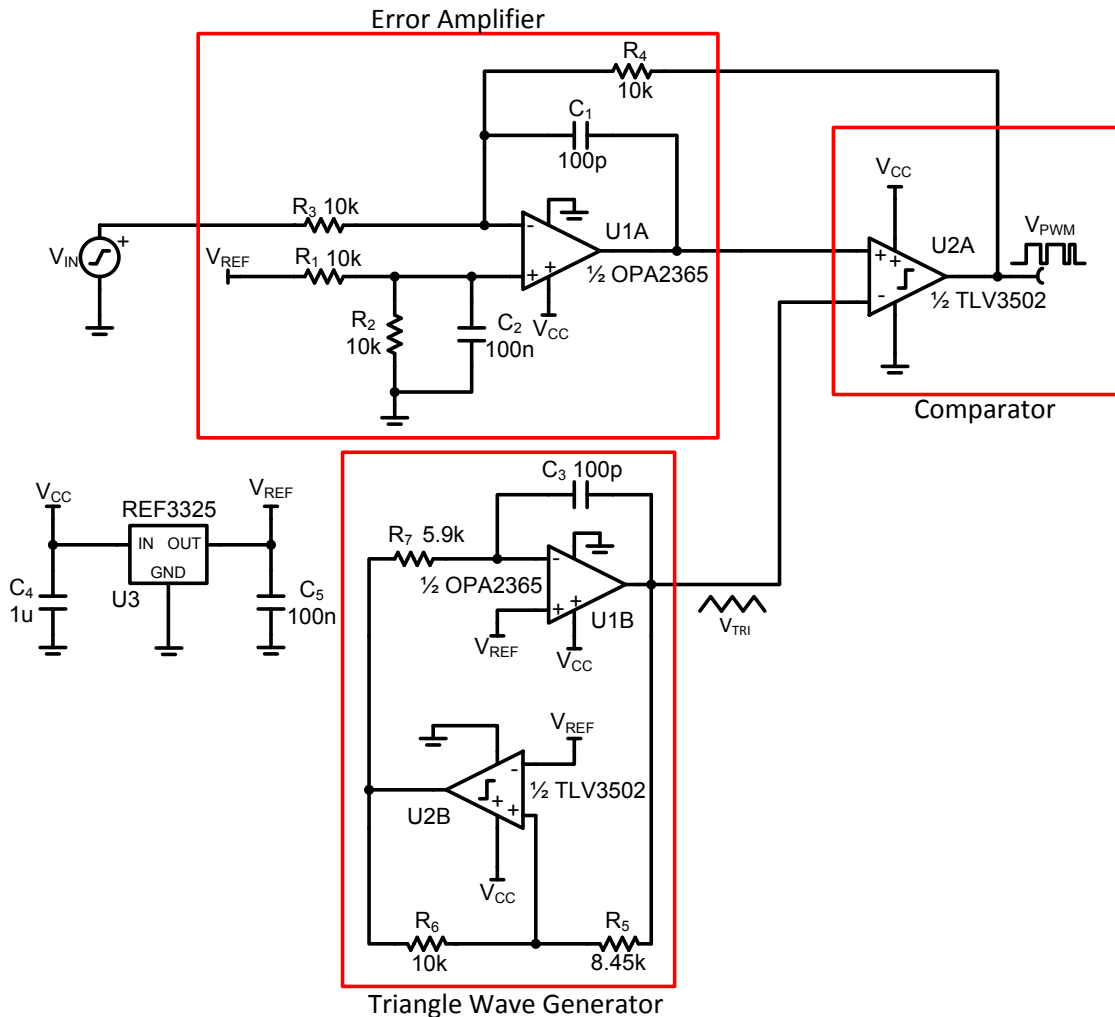 Error Amplifier
R4
10k
C1
100p
VCC
R3 10k
U1A
VPWM
VIN
+
-
VREF
R1 10k
+
+
½ OPA2365
+
+
-
U2A
½ TLV3502
R2
10k
C2
100n
VCC
Comparator
C3 100p
VCC
REF3325
VREF
IN OUT
GND
R7 5.9k
-
½ OPA2365
+
+
C4
1u
U3
C5
100n
VREF
U1B
VCC
VTRI
VREF
-
½ TLV3502
+
+
U2B
VCC
R6
10k
R5
8.45k
Triangle Wave Generator